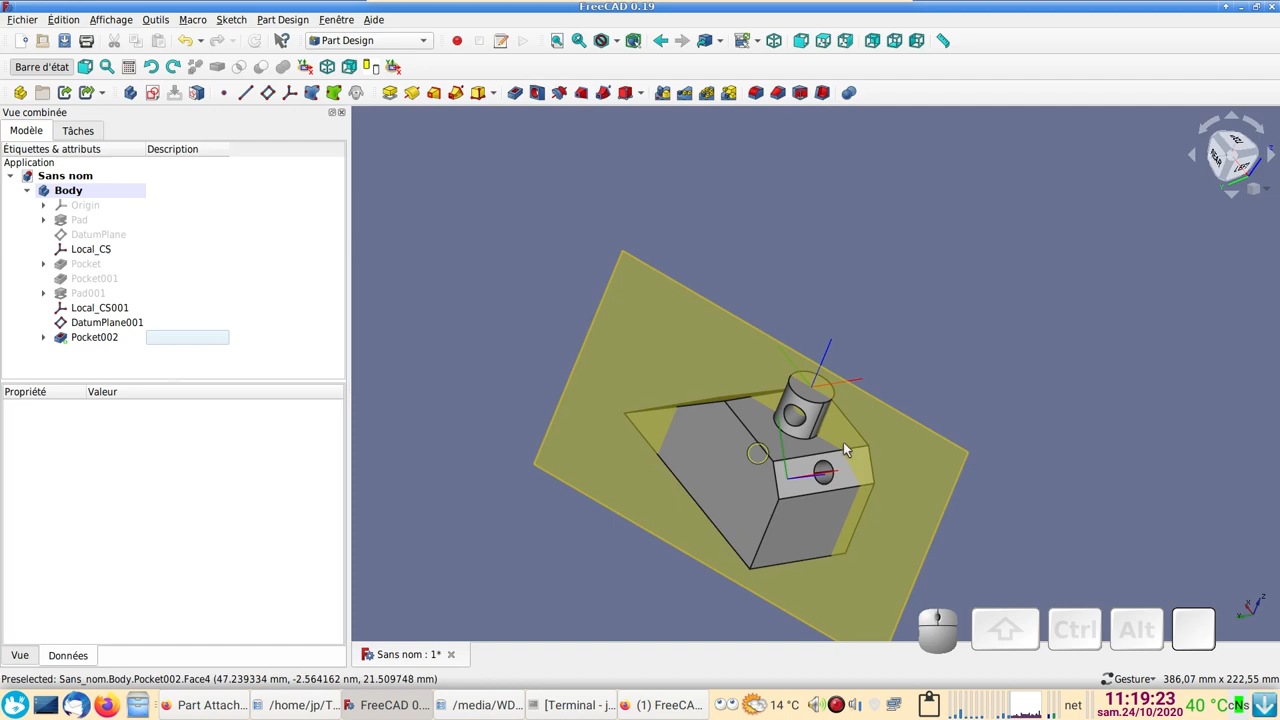 FreeCAD 0.19
Fichier Édition Affichage Outils Macro Sketch Part Design Fenêtre Aide
Part Design
Barre d'état
Vue combinée
Modèle Tâches
Étiquettes & attributs Description
Application
Sans nom
Body
Origin
Pad
DatumPlane
Local_CS
Pocket
Pocket001
Pad001
Local_CS001
DatumPlane001
Pocket002
Propriété Valeur
REAR LEFT
Ctrl Alt
Vue Données
Sans nom : 1*
Preselected: Sans_nom.Body.Pocket002.Face4 (47.239334 mm, -2.564162 mm, 21.509748 mm)
Gesture 386,07 mm x 222,55 mm
Part Attach... /home/jp/T... FreeCAD 0.... /media/WD... [Terminal - j... (1) FreeCA... 14 °C net 11:19:23 sam.24/10/2020 40 °C